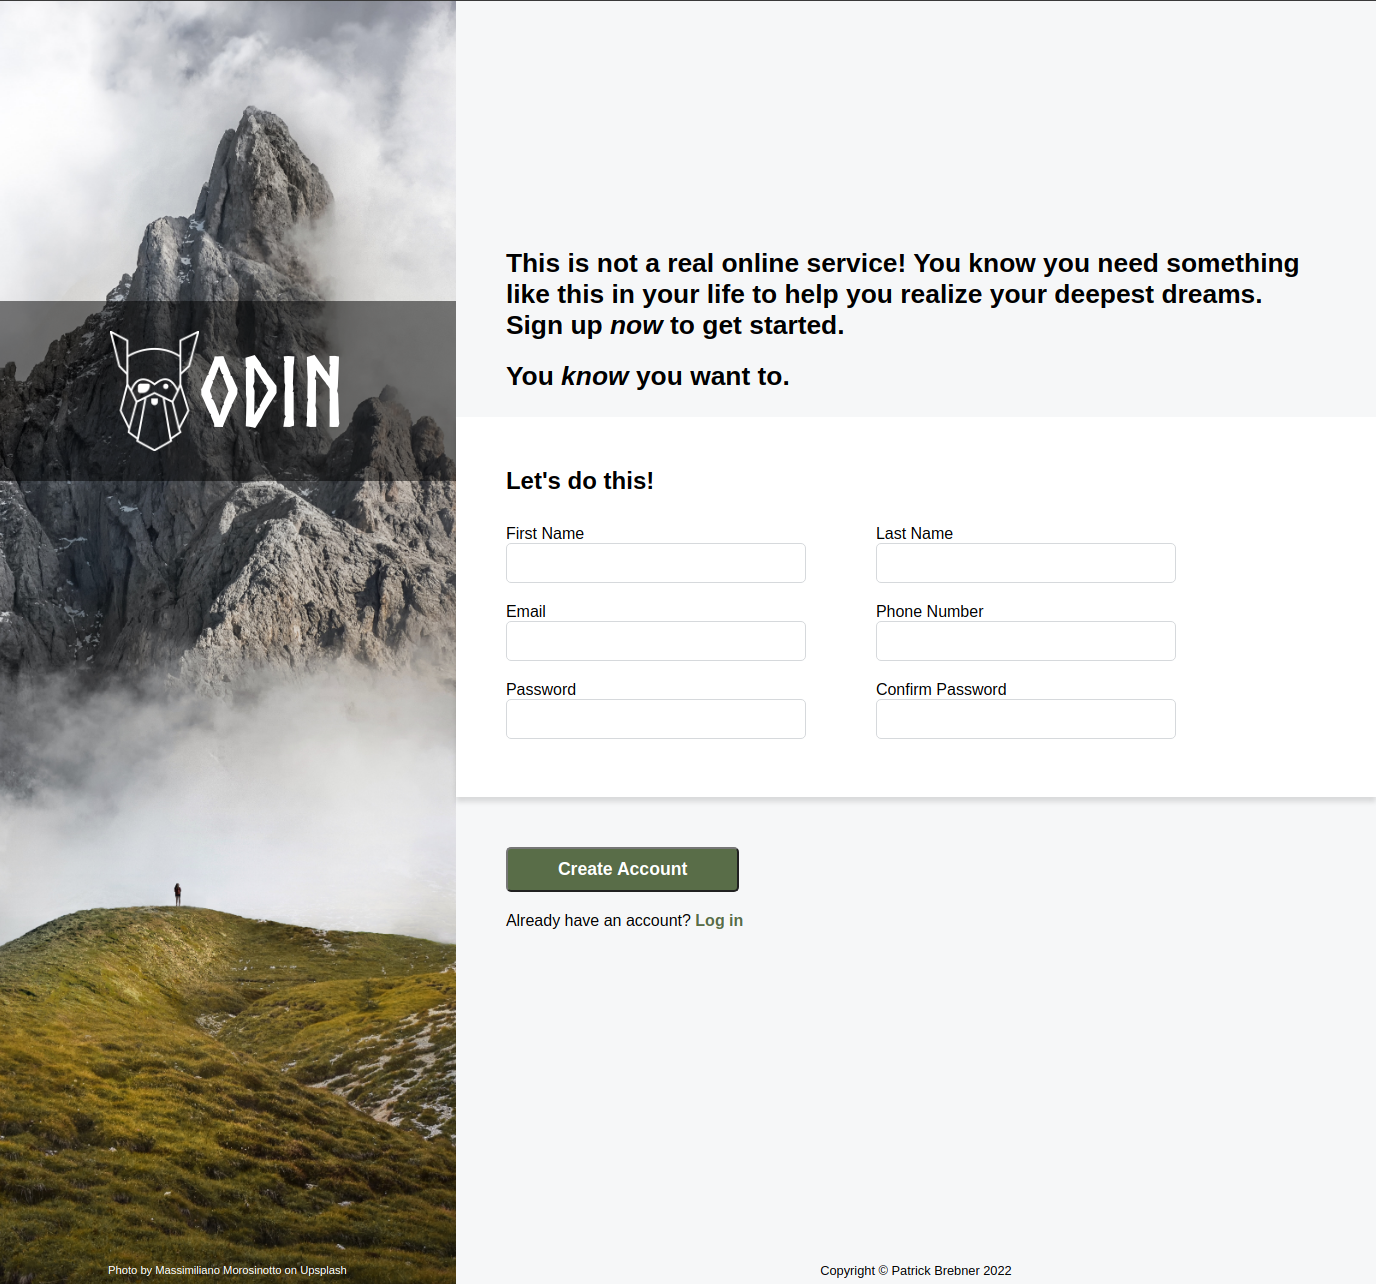 ODIN
This is not a real online service! You know you need something
like this in your life to help you realize your deepest dreams.
Sign up now to get started.
You know you want to.
Let's do this!
First Name
Last Name
Email
Phone Number
Password
Confirm Password
Create Account
Already have an account? Log in
Photo by Massimiliano Morosinotto on Upsplash
Copyright © Patrick Brebner 2022